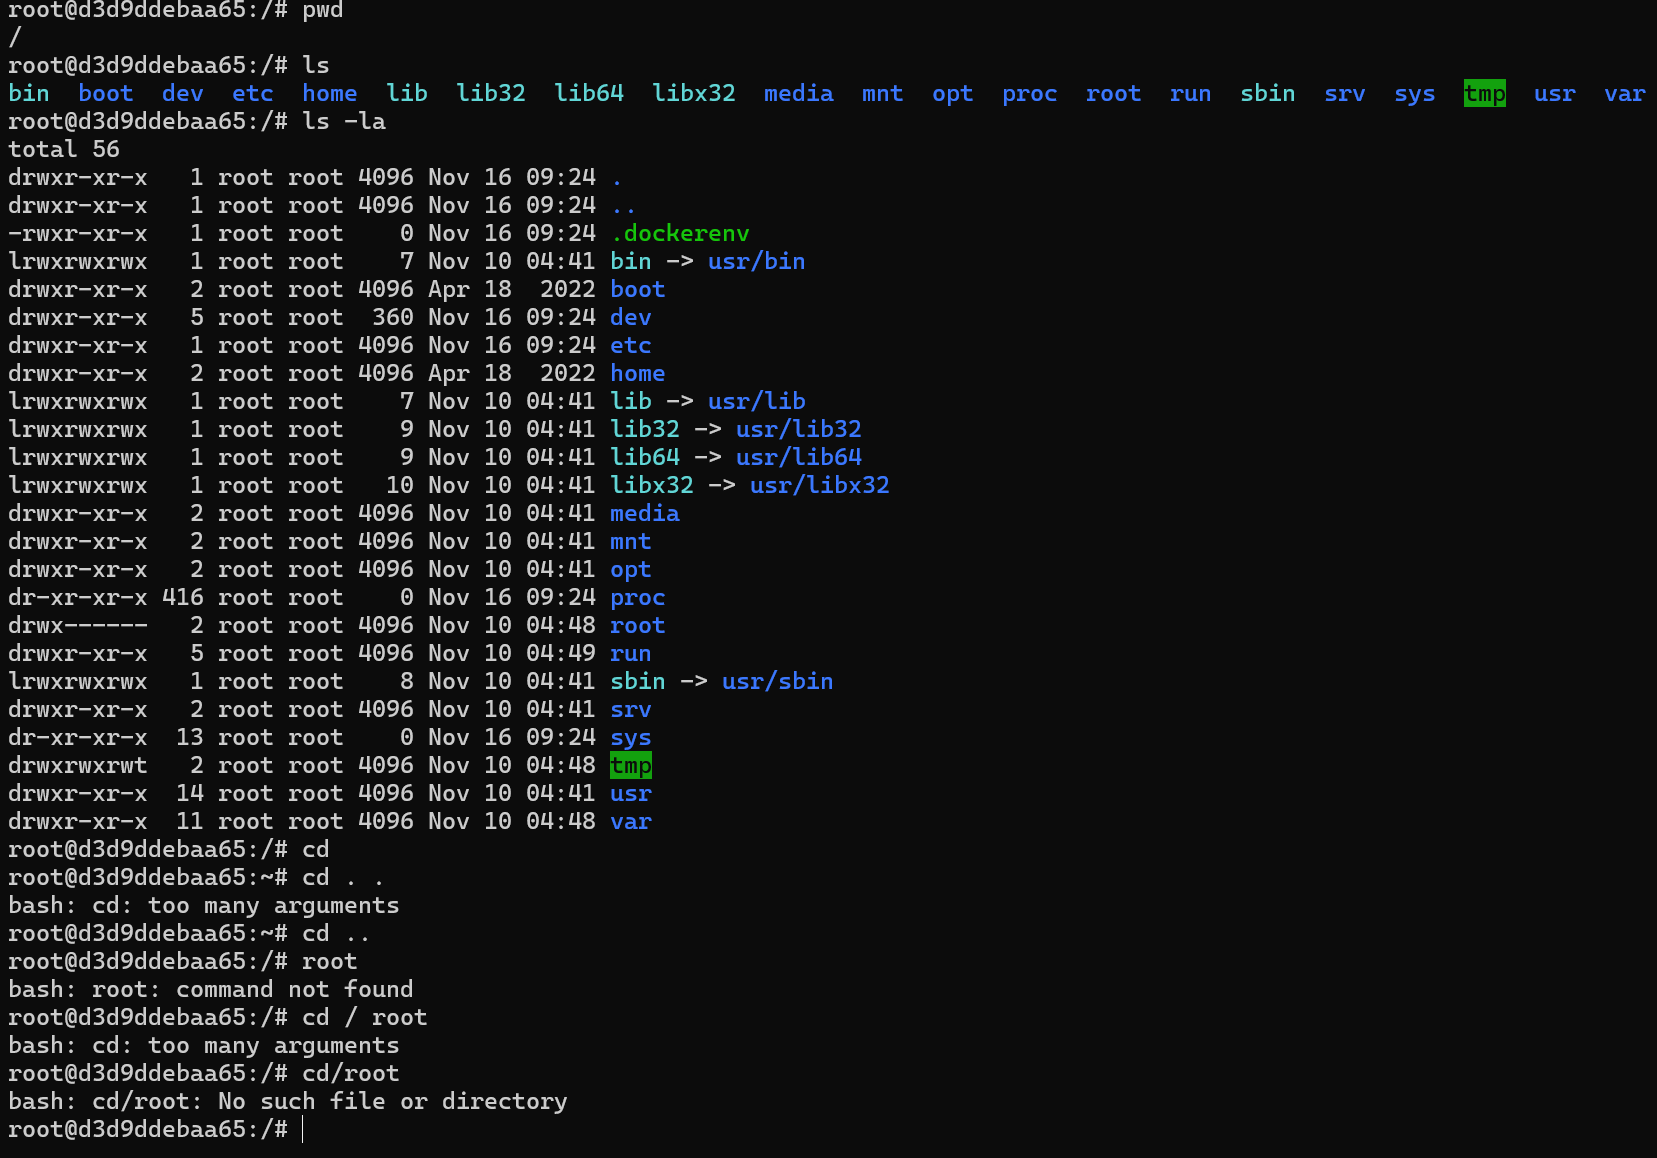 root@d3d9ddebaa65:/# pwd
/
root@d3d9ddebaa65:/# ls
bin  boot  dev  etc  home  lib  lib32  lib64  libx32  media  mnt  opt  proc  root  run  sbin  srv  sys  tmp  usr  var
root@d3d9ddebaa65:/# ls -la
total 56
drwxr-xr-x   1 root root 4096 Nov 16 09:24 .
drwxr-xr-x   1 root root 4096 Nov 16 09:24 ..
-rwxr-xr-x   1 root root    0 Nov 16 09:24 .dockerenv
lrwxrwxrwx   1 root root    7 Nov 10 04:41 bin -> usr/bin
drwxr-xr-x   2 root root 4096 Apr 18  2022 boot
drwxr-xr-x   5 root root  360 Nov 16 09:24 dev
drwxr-xr-x   1 root root 4096 Nov 16 09:24 etc
drwxr-xr-x   2 root root 4096 Apr 18  2022 home
lrwxrwxrwx   1 root root    7 Nov 10 04:41 lib -> usr/lib
lrwxrwxrwx   1 root root    9 Nov 10 04:41 lib32 -> usr/lib32
lrwxrwxrwx   1 root root    9 Nov 10 04:41 lib64 -> usr/lib64
lrwxrwxrwx   1 root root   10 Nov 10 04:41 libx32 -> usr/libx32
drwxr-xr-x   2 root root 4096 Nov 10 04:41 media
drwxr-xr-x   2 root root 4096 Nov 10 04:41 mnt
drwxr-xr-x   2 root root 4096 Nov 10 04:41 opt
dr-xr-xr-x 416 root root    0 Nov 16 09:24 proc
drwx------   2 root root 4096 Nov 10 04:48 root
drwxr-xr-x   5 root root 4096 Nov 10 04:49 run
lrwxrwxrwx   1 root root    8 Nov 10 04:41 sbin -> usr/sbin
drwxr-xr-x   2 root root 4096 Nov 10 04:41 srv
dr-xr-xr-x  13 root root    0 Nov 16 09:24 sys
drwxrwxrwt   2 root root 4096 Nov 10 04:48 tmp
drwxr-xr-x  14 root root 4096 Nov 10 04:41 usr
drwxr-xr-x  11 root root 4096 Nov 10 04:48 var
root@d3d9ddebaa65:/# cd
root@d3d9ddebaa65:~# cd . .
bash: cd: too many arguments
root@d3d9ddebaa65:~# cd ..
root@d3d9ddebaa65:/# root
bash: root: command not found
root@d3d9ddebaa65:/# cd / root
bash: cd: too many arguments
root@d3d9ddebaa65:/# cd/root
bash: cd/root: No such file or directory
root@d3d9ddebaa65:/#